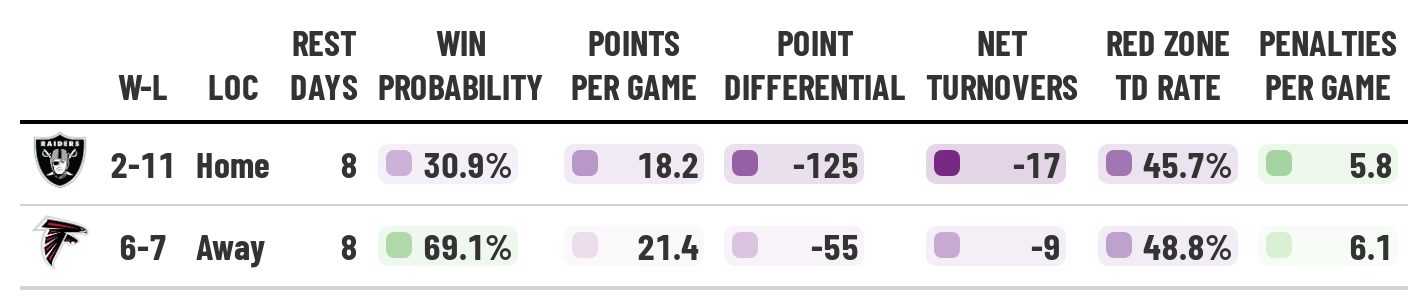 REST WIN POINTS POINT NET RED ZONE PENALTIES
W-L LOC DAYS PROBABILITY PER GAME DIFFERENTIAL TURNOVERS TD RATE PER GAME
RAIDERS
2-11 Home 8 30.9% 18.2 -125 -17 45.7% 5.8
6-7 Away 8 69.1% 21.4 -55 -9 48.8% 6.1